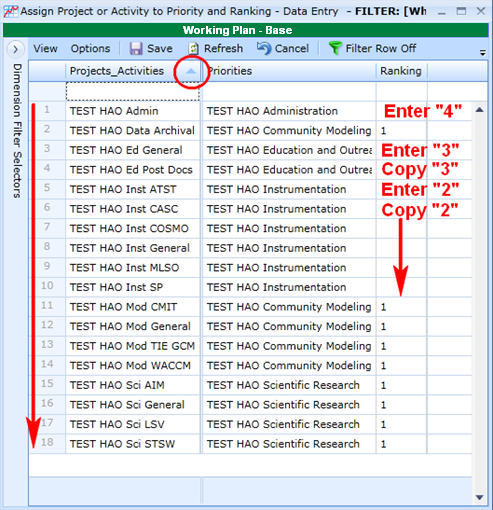 Assign Project or Activity to Priority and Ranking - Data Entry - FILTER: [Wh
Working Plan - Base
View Options Save Refresh Cancel Filter Row Off
Dimension Filter Selectors
Projects_Activities Priorities Ranking
1 TEST HAO Admin TEST HAO Administration Enter "4"
2 TEST HAO Data Archival TEST HAO Community Modeling 1
3 TEST HAO Ed General TEST HAO Education and Outrea Enter "3"
4 TEST HAO Ed Post Docs TEST HAO Education and Outrea Copy "3"
5 TEST HAO Inst ATST TEST HAO Instrumentation Enter "2"
6 TEST HAO Inst CASC TEST HAO Instrumentation Copy "2"
7 TEST HAO Inst COSMO TEST HAO Instrumentation
8 TEST HAO Inst General TEST HAO Instrumentation
9 TEST HAO Inst MLSO TEST HAO Instrumentation
10 TEST HAO Inst SP TEST HAO Instrumentation
11 TEST HAO Mod CMIT TEST HAO Community Modeling 1
12 TEST HAO Mod General TEST HAO Community Modeling 1
13 TEST HAO Mod TIE GCM TEST HAO Community Modeling 1
14 TEST HAO Mod WACCM TEST HAO Community Modeling 1
15 TEST HAO Sci AIM TEST HAO Scientific Research 1
16 TEST HAO Sci General TEST HAO Scientific Research 1
17 TEST HAO Sci LSV TEST HAO Scientific Research 1
18 TEST HAO Sci STSW TEST HAO Scientific Research 1